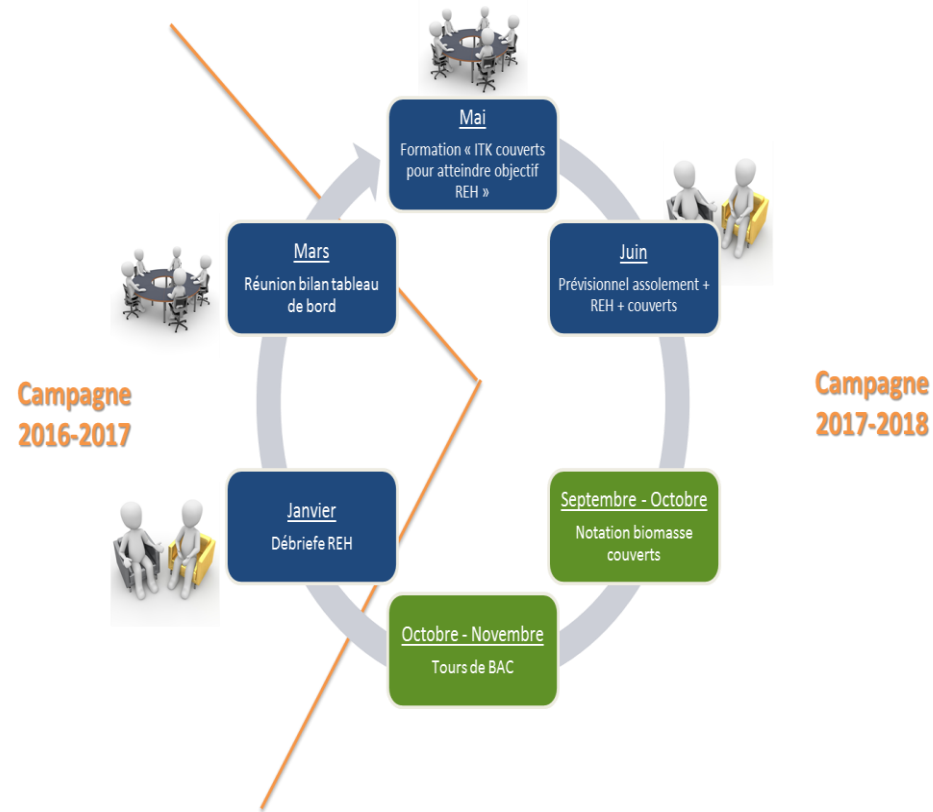 Mai
Formation « ITK couverts
pour atteindre objectif
REH »
Mars
Réunion bilan tableau
de bord
Juin
Prévisionnel assolement +
REH + couverts
Campagne
2016-2017
Campagne
2017-2018
Janvier
Débriefe REH
Septembre - Octobre
Notation biomasse
couverts
Octobre - Novembre
Tours de BAC